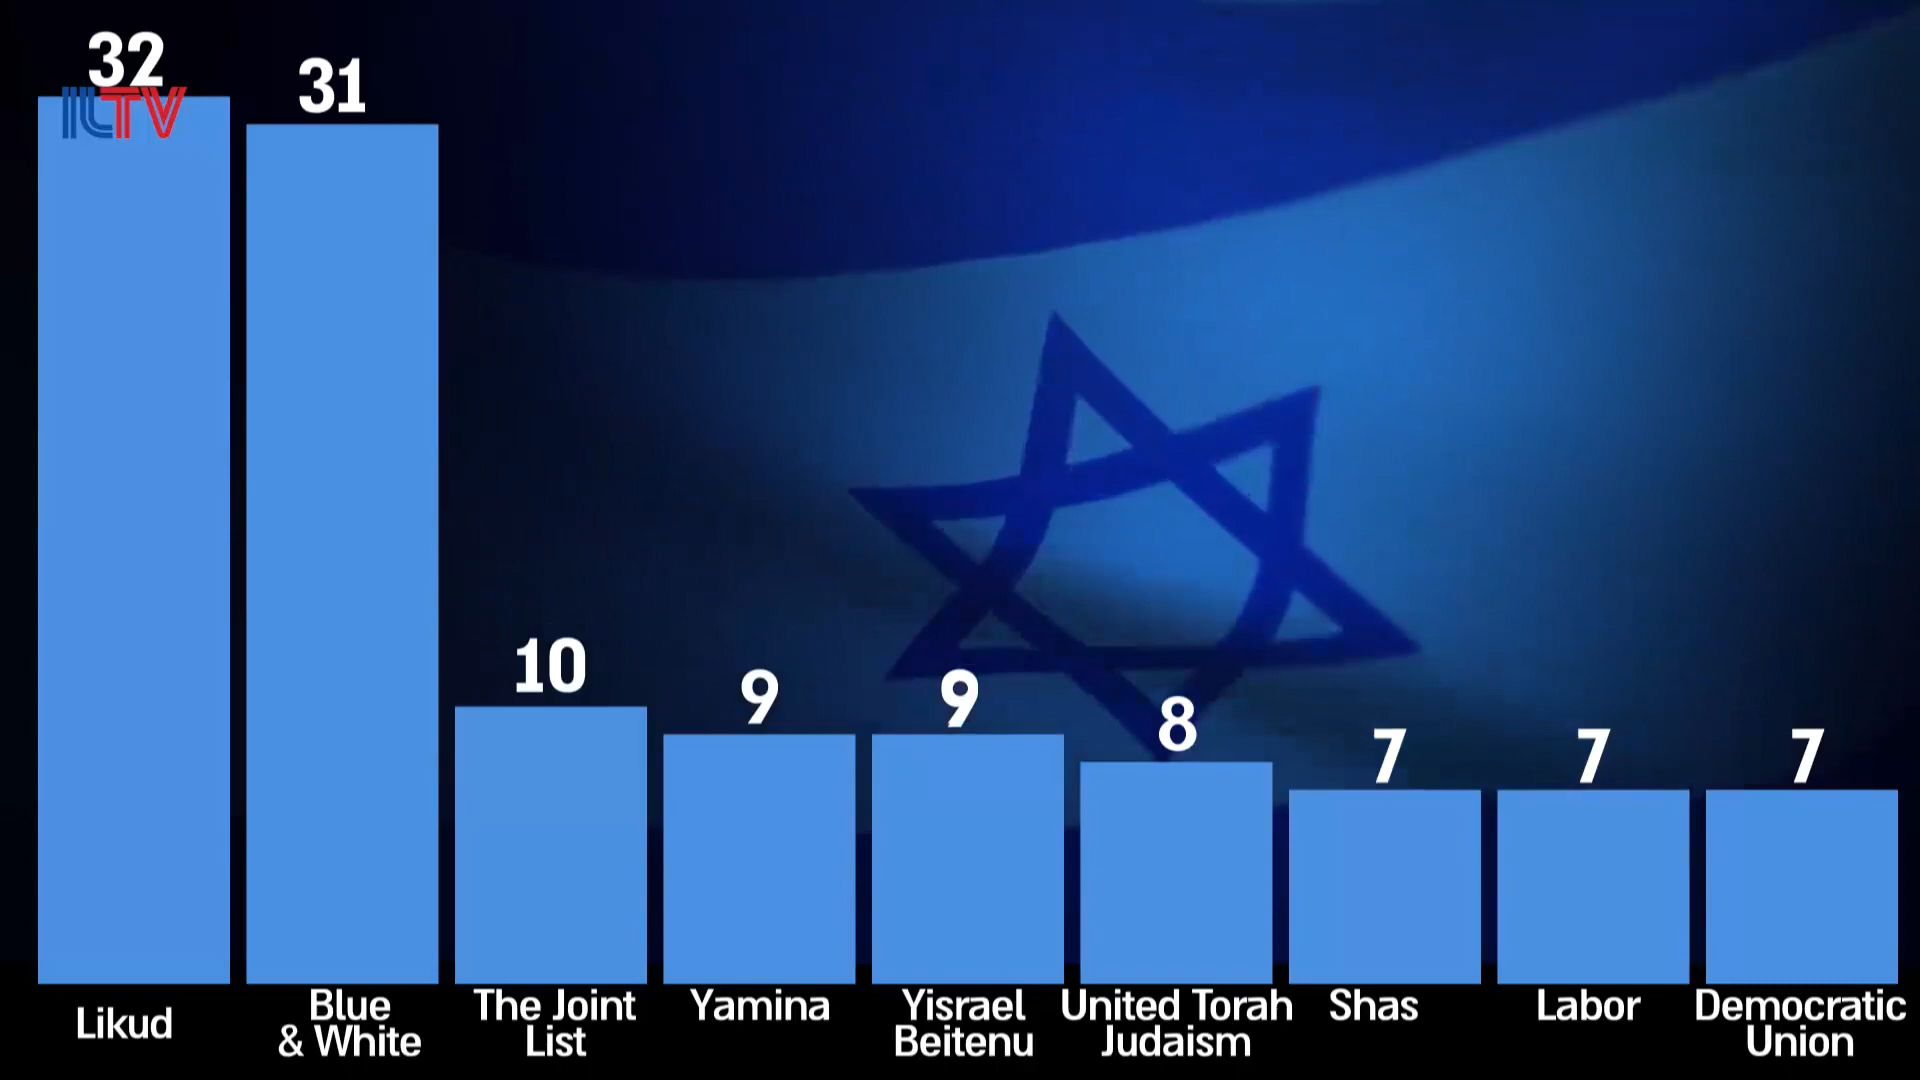 32
ILTV
31
10
9
9
8
7
7
7
Likud
Blue
& White
The Joint
List
Yamina
Yisrael
Beitenu
United Torah
Judaism
Shas
Labor
Democratic
Union